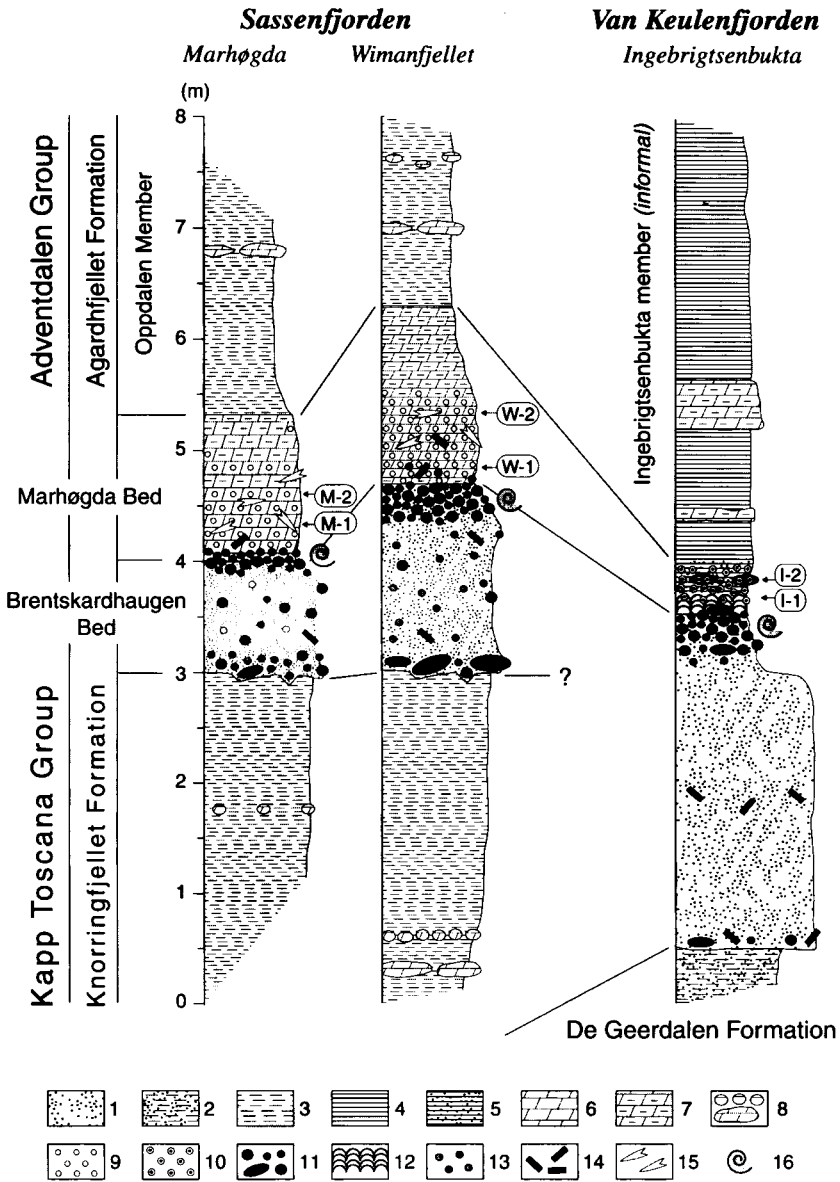 Sassenfjorden
Van Keulenfjorden
Marhøgda
Wimanfjellet
Ingebrigtsenbukta
(m)
8
7
6
5
4
3
2
1
0
Adventdalen Group
Agardhfjellet Formation
Oppdalen Member
Marhøgda Bed
Brentskardhaugen
Bed
Kapp Toscana Group
Knorringfjellet Formation
M-2
M-1
W-2
W-1
?
Ingebrigtsenbukta member (informal)
I-2
I-1
De Geerdalen Formation
1 2 3 4 5 6 7 8
9 10 11 12 13 14 15 16